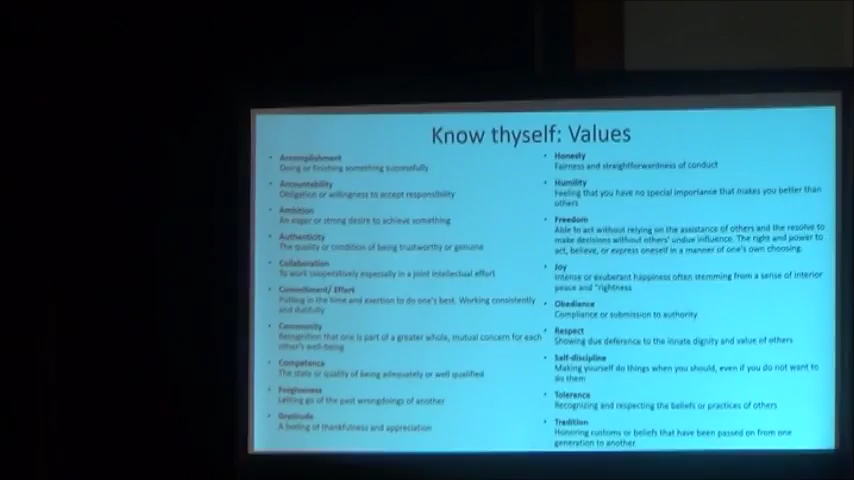 Know thyself: Values
• Accomplishment
Doing or finishing something successfully
• Accountability
Obligation or willingness to accept responsibility
• Ambition
An eager or strong desire to achieve something
• Authenticity
The quality or condition of being trustworthy or genuine
• Collaboration
To work cooperatively especially in a joint intellectual effort
• Commitment/ Effort
Putting in the time and exertion to do one's best. Working consistently
and dutifully
• Community
Recognition that one is part of a greater whole, mutual concern for each
other's well-being
• Competence
The state or quality of being adequately or well qualified
• Forgiveness
Letting go of the past wrongdoings of another
• Gratitude
A feeling of thankfulness and appreciation
• Honesty
Fairness and straightforwardness of conduct
• Humility
Feeling that you have no special importance that makes you better than
others
• Freedom
Able to act without relying on the assistance of others and the resolve to
make decisions without others' undue influence. The right and power to
act, believe, or express oneself in a manner of one's own choosing.
• Joy
Intense or exuberant happiness often stemming from a sense of interior
peace and "rightness
• Obedience
Compliance or submission to authority
• Respect
Showing due deference to the innate dignity and value of others
• Self-discipline
Making yourself do things when you should, even if you do not want to
do them
• Tolerance
Recognizing and respecting the beliefs or practices of others
• Tradition
Honoring customs or beliefs that have been passed on from one
generation to another.